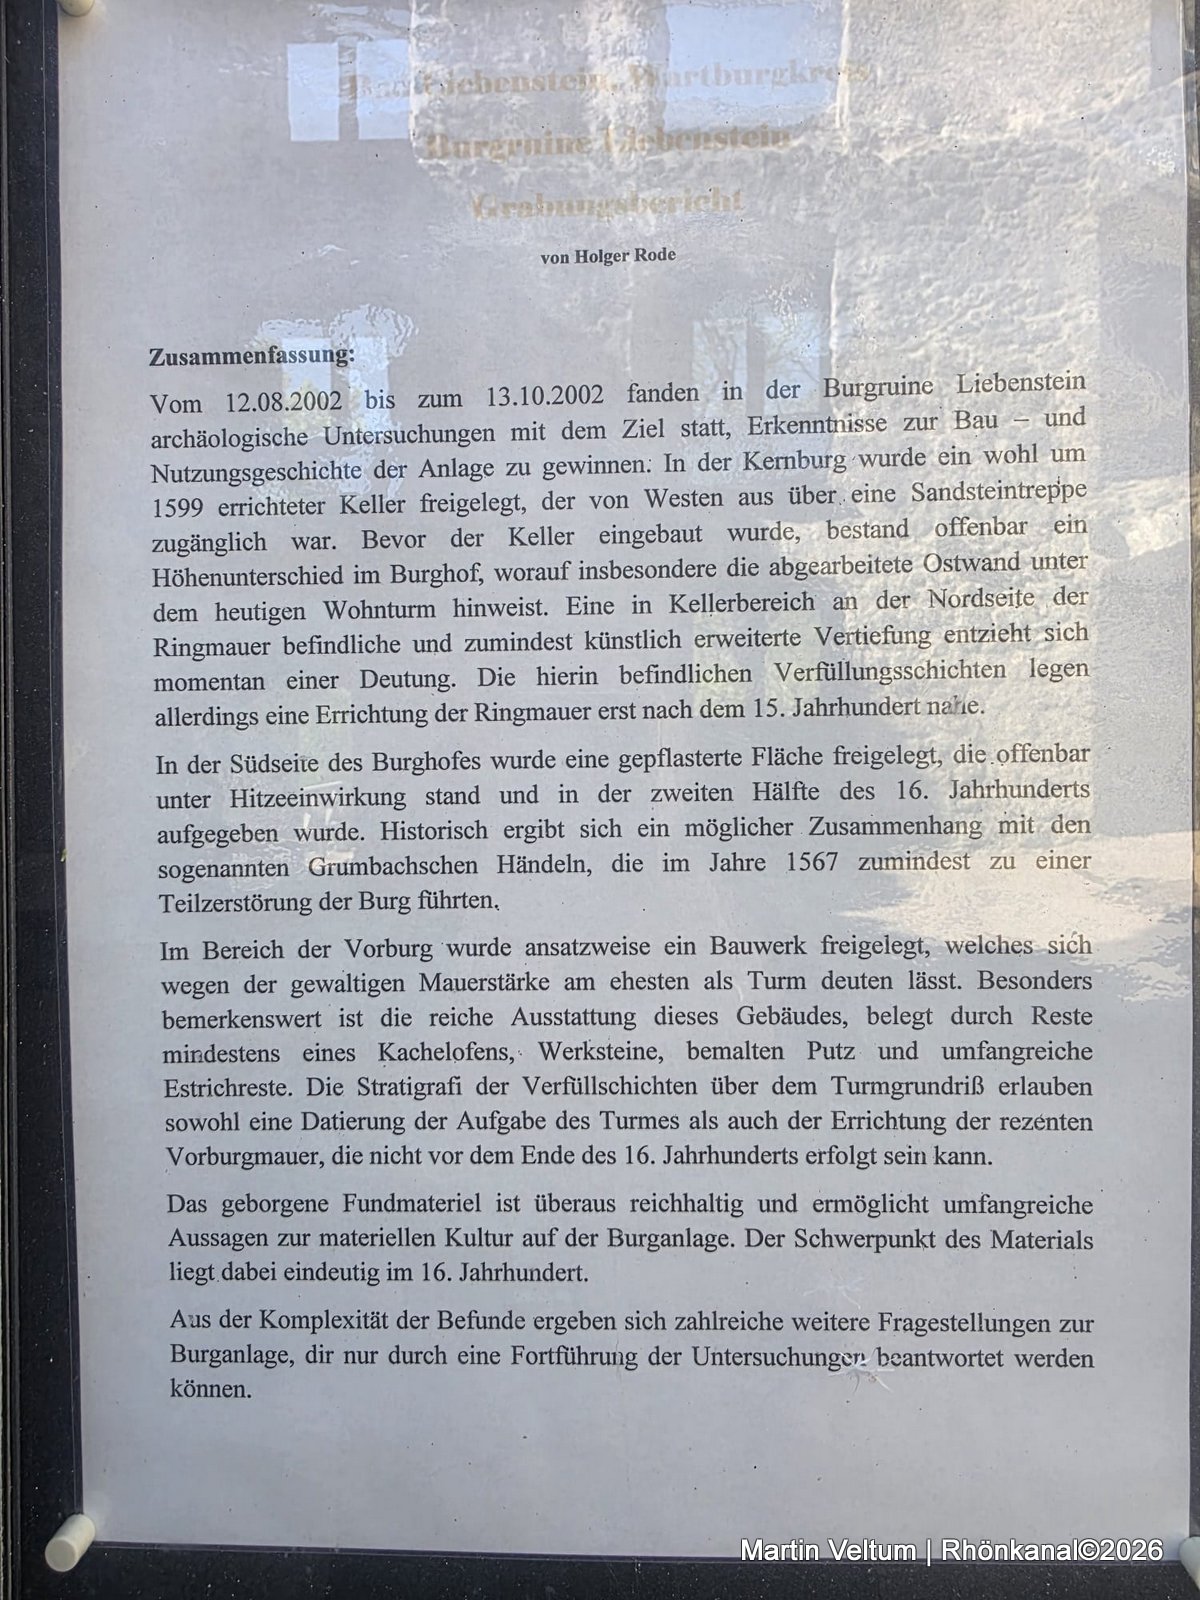 Bad Liebenstein, Wartburgkreis
Burgruine Liebenstein
Grabungsbericht
von Holger Rode
Zusammenfassung:
Vom 12.08.2002 bis zum 13.10.2002 fanden in der Burgruine Liebenstein
archäologische Untersuchungen mit dem Ziel statt, Erkenntnisse zur Bau – und
Nutzungsgeschichte der Anlage zu gewinnen. In der Kernburg wurde ein wohl um
1599 errichteter Keller freigelegt, der von Westen aus über eine Sandsteintreppe
zugänglich war. Bevor der Keller eingebaut wurde, bestand offenbar ein
Höhenunterschied im Burghof, worauf insbesondere die abgearbeitete Ostwand unter
dem heutigen Wohnturm hinweist. Eine in Kellerbereich an der Nordseite der
Ringmauer befindliche und zumindest künstlich erweiterte Vertiefung entzieht sich
momentan einer Deutung. Die hierin befindlichen Verfüllungsschichten legen
allerdings eine Errichtung der Ringmauer erst nach dem 15. Jahrhundert nahe.
In der Südseite des Burghofes wurde eine gepflasterte Fläche freigelegt, die offenbar
unter Hitzeeinwirkung stand und in der zweiten Hälfte des 16. Jahrhunderts
aufgegeben wurde. Historisch ergibt sich ein möglicher Zusammenhang mit den
sogenannten Grumbachschen Händeln, die im Jahre 1567 zumindest zu einer
Teilzerstörung der Burg führten.
Im Bereich der Vorburg wurde ansatzweise ein Bauwerk freigelegt, welches sich
wegen der gewaltigen Mauerstärke am ehesten als Turm deuten lässt. Besonders
bemerkenswert ist die reiche Ausstattung dieses Gebäudes, belegt durch Reste
mindestens eines Kachelofens, Werksteine, bemalten Putz und umfangreiche
Estrichreste. Die Stratigrafi der Verfüllschichten über dem Turmgrundriß erlauben
sowohl eine Datierung der Aufgabe des Turmes als auch der Errichtung der rezenten
Vorburgmauer, die nicht vor dem Ende des 16. Jahrhunderts erfolgt sein kann.
Das geborgene Fundmateriel ist überaus reichhaltig und ermöglicht umfangreiche
Aussagen zur materiellen Kultur auf der Burganlage. Der Schwerpunkt des Materials
liegt dabei eindeutig im 16. Jahrhundert.
Aus der Komplexität der Befunde ergeben sich zahlreiche weitere Fragestellungen zur
Burganlage, dir nur durch eine Fortführung der Untersuchungen beantwortet werden
können.
Martin Veltum | Rhönkanal©2026